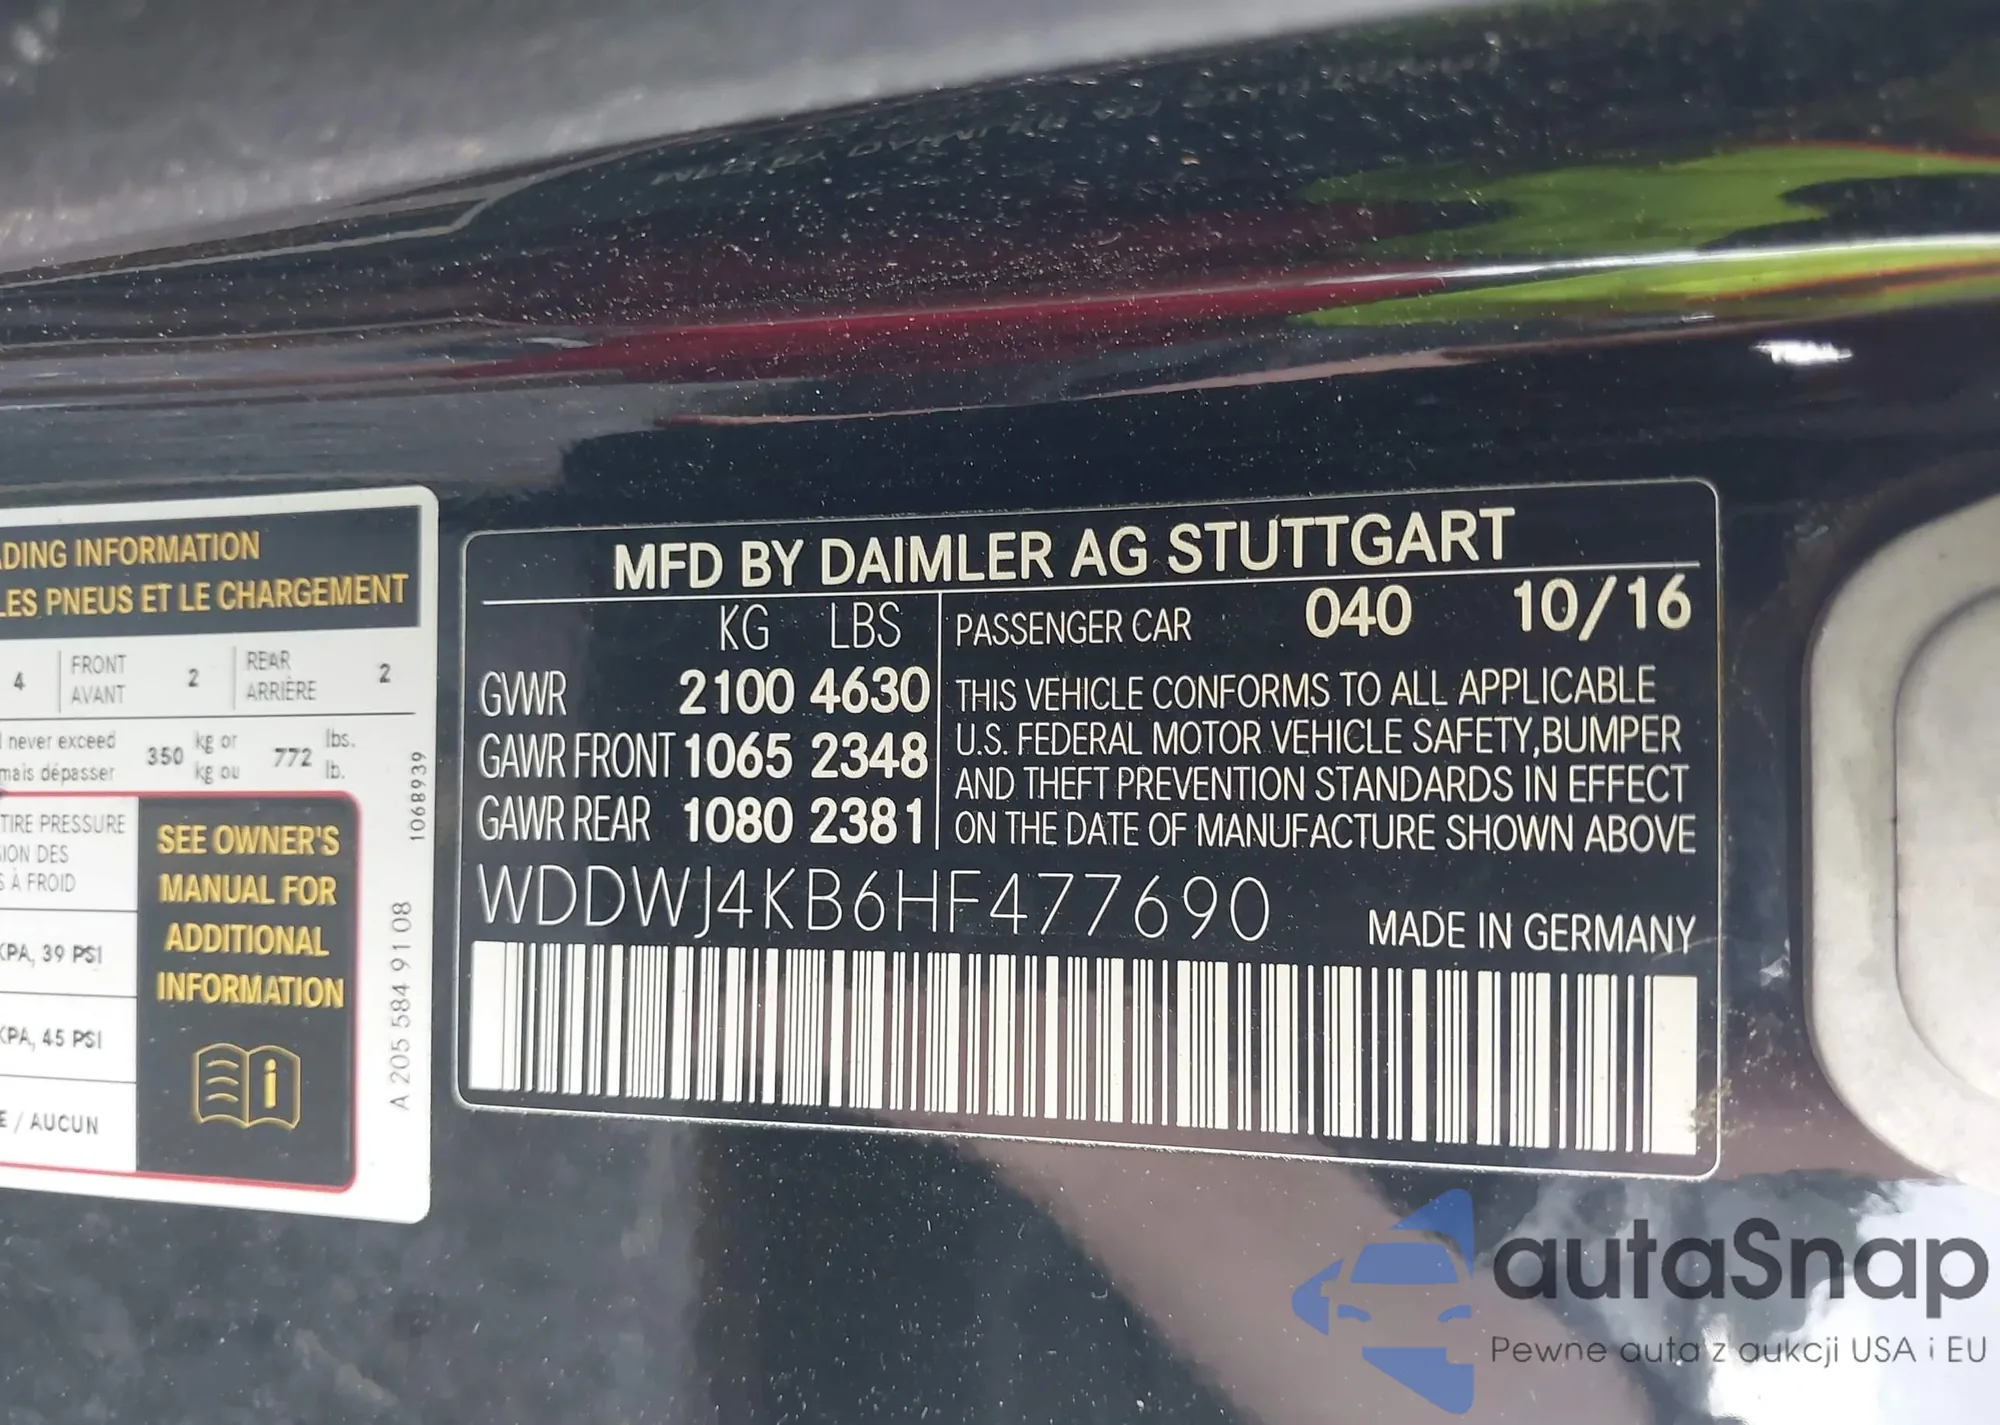 ADING INFORMATION
LES PNEUS ET LE CHARGEMENT
4 FRONT AVANT 2 REAR ARRIÈRE 2
never exceed 350 kg or 772 lbs.
mais dépasser kg ou lb.
TIRE PRESSURE
ION DES
À FROID
KPA, 39 PSI
KPA, 45 PSI
E / AUCUN
SEE OWNER'S
MANUAL FOR
ADDITIONAL
INFORMATION
i
A 205 584 91 08
1068939
MFD BY DAIMLER AG STUTTGART
KG LBS
GVWR 2100 4630
GAWR FRONT 1065 2348
GAWR REAR 1080 2381
PASSENGER CAR 040 10/16
THIS VEHICLE CONFORMS TO ALL APPLICABLE
U.S. FEDERAL MOTOR VEHICLE SAFETY, BUMPER
AND THEFT PREVENTION STANDARDS IN EFFECT
ON THE DATE OF MANUFACTURE SHOWN ABOVE
WDDWJ4KB6HF477690
MADE IN GERMANY
autaSnap
Pewne auta z aukcji USA i EU